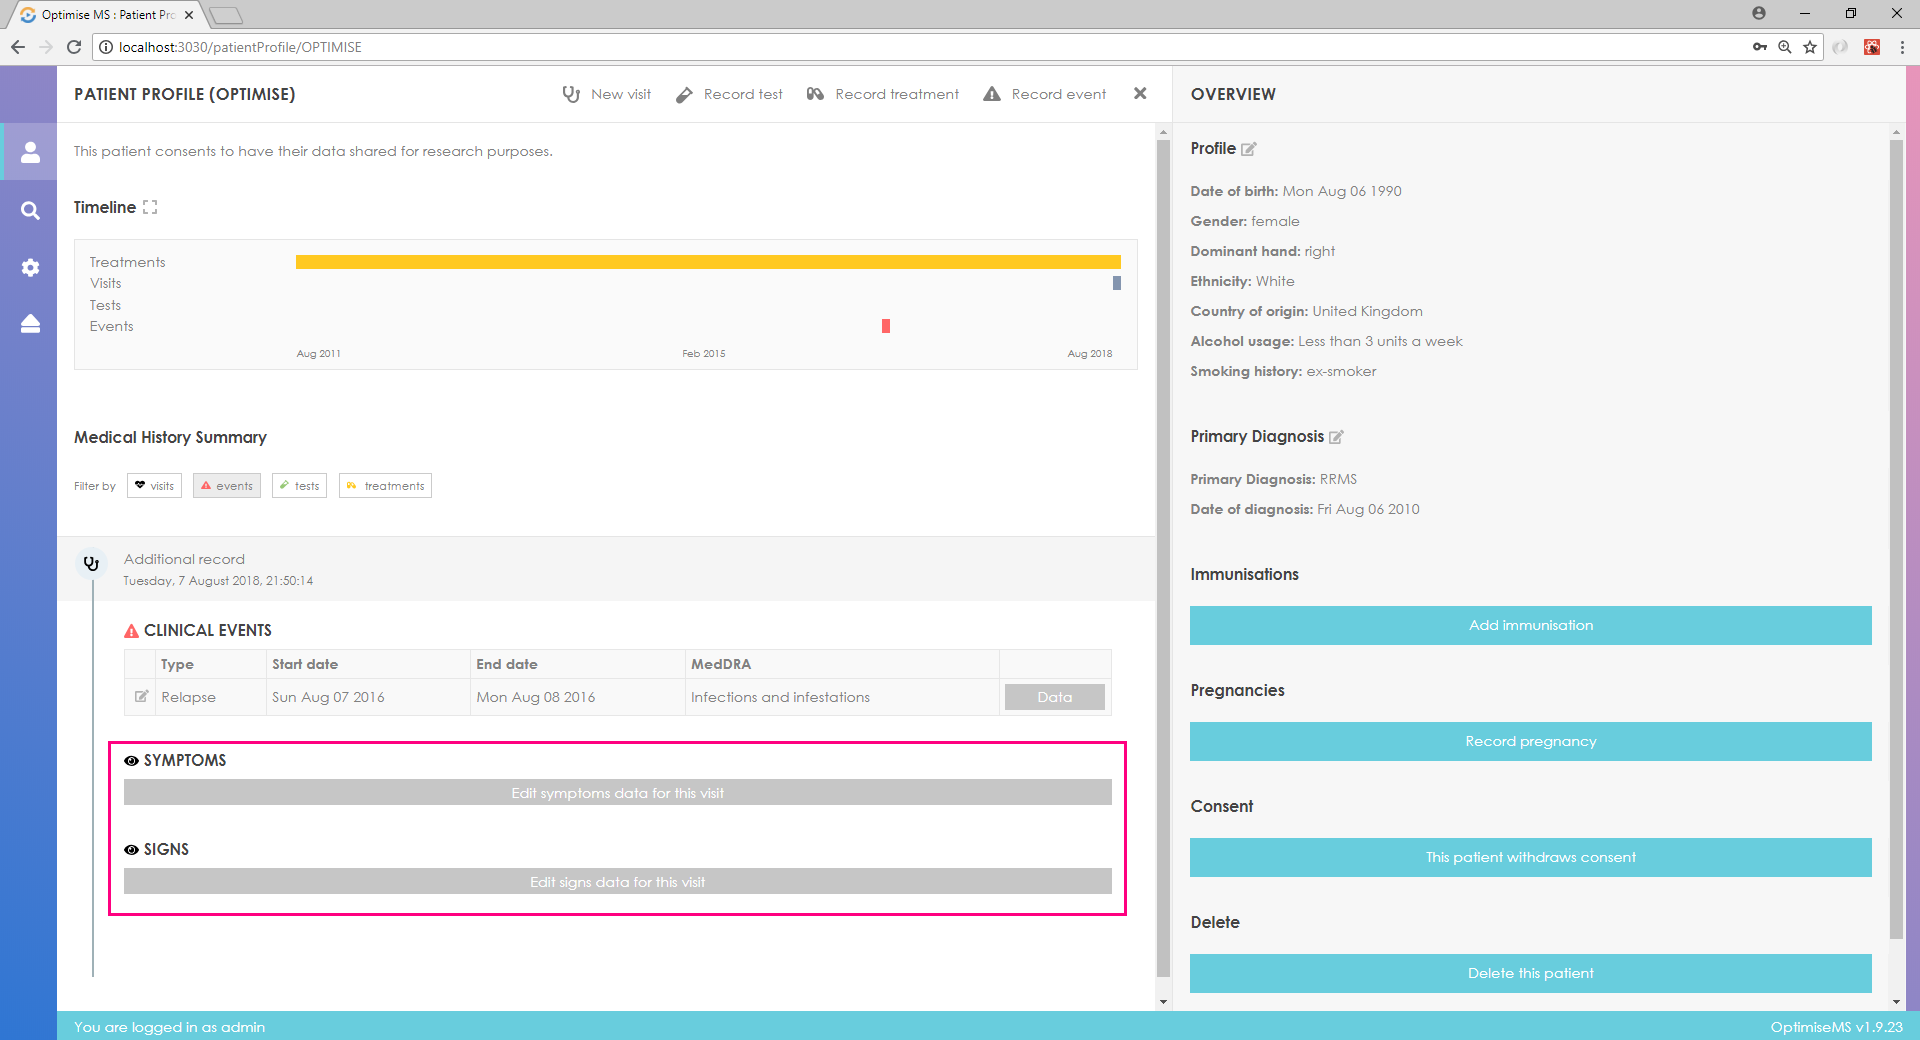 Optimise MS : Patient Pro
localhost:3030/patientProfile/OPTIMISE
PATIENT PROFILE (OPTIMISE)
New visit
Record test
Record treatment
Record event
This patient consents to have their data shared for research purposes.
Timeline
Treatments
Visits
Tests
Events
Aug 2011
Feb 2015
Aug 2018
Medical History Summary
Filter by visits events tests treatments
Additional record
Tuesday, 7 August 2018, 21:50:14
CLINICAL EVENTS
Type Start date End date MedDRA
Relapse Sun Aug 07 2016 Mon Aug 08 2016 Infections and infestations Data
SYMPTOMS
Edit symptoms data for this visit
SIGNS
Edit signs data for this visit
OVERVIEW
Profile
Date of birth: Mon Aug 06 1990
Gender: female
Dominant hand: right
Ethnicity: White
Country of origin: United Kingdom
Alcohol usage: Less than 3 units a week
Smoking history: ex-smoker
Primary Diagnosis
Primary Diagnosis: RRMS
Date of diagnosis: Fri Aug 06 2010
Immunisations
Add immunisation
Pregnancies
Record pregnancy
Consent
This patient withdraws consent
Delete
Delete this patient
You are logged in as admin
OptimiseMS v1.9.23